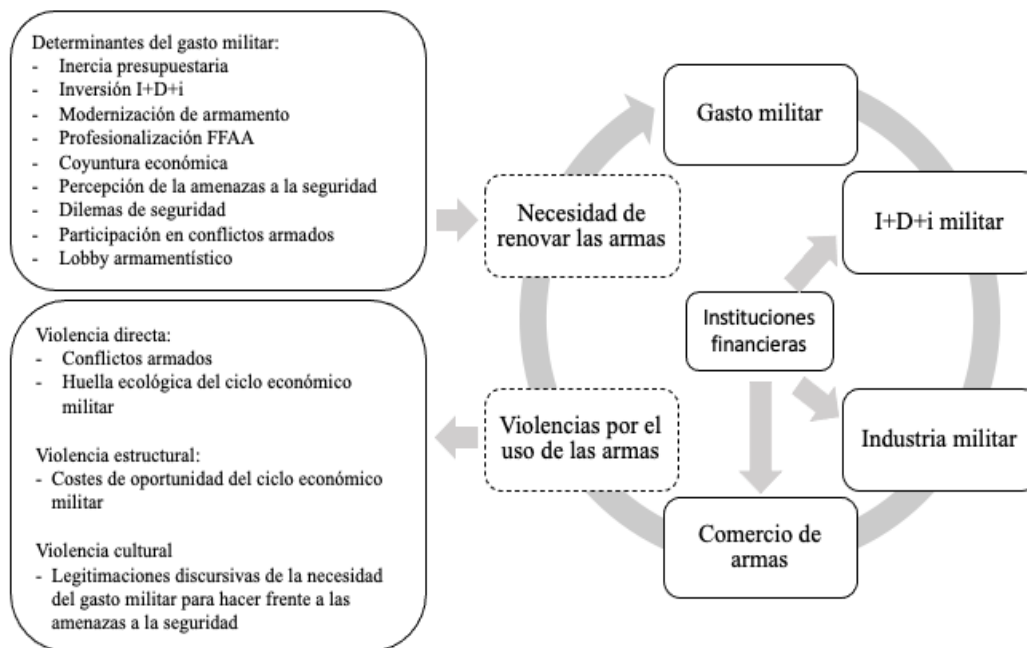 Determinantes del gasto militar:
- Inercia presupuestaria
- Inversión I+D+i
- Modernización de armamento
- Profesionalización FFAA
- Coyuntura económica
- Percepción de la amenazas a la seguridad
- Dilemas de seguridad
- Participación en conflictos armados
- Lobby armamentístico
Violencia directa:
- Conflictos armados
- Huella ecológica del ciclo económico
militar
Violencia estructural:
- Costes de oportunidad del ciclo económico
militar
Violencia cultural
- Legitimaciones discursivas de la necesidad
del gasto militar para hacer frente a las
amenazas a la seguridad
Gasto militar
Necesidad de
renovar las armas
I+D+i militar
Instituciones
financieras
Violencias por el
uso de las armas
Industria militar
Comercio de
armas